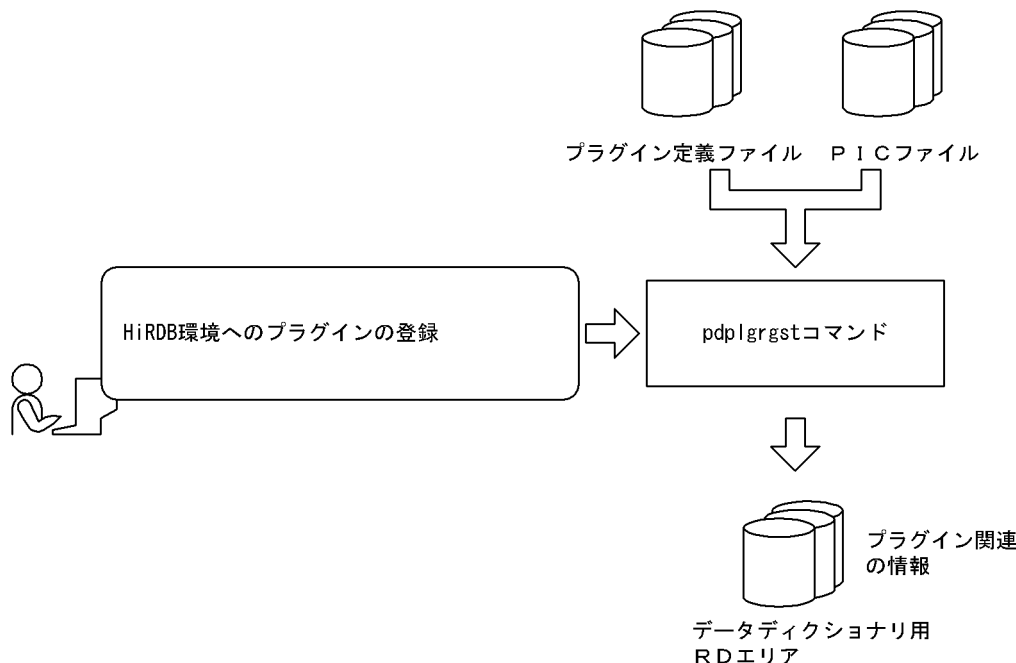 プラグイン定義ファイル
ＰＩＣファイル
HiRDB環境へのプラグインの登録
pdplgrgstコマンド
プラグイン関連
の情報
データディクショナリ用
ＲＤエリア